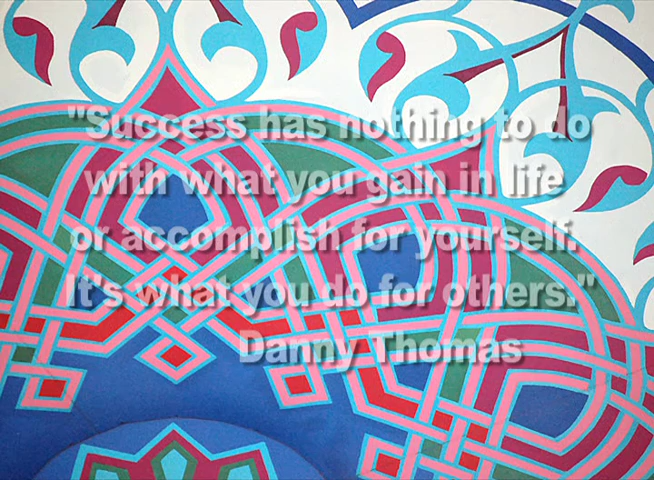 "Success has nothing to do
with what you gain in life
or accomplish for yourself.
It's what you do for others."
Danny Thomas